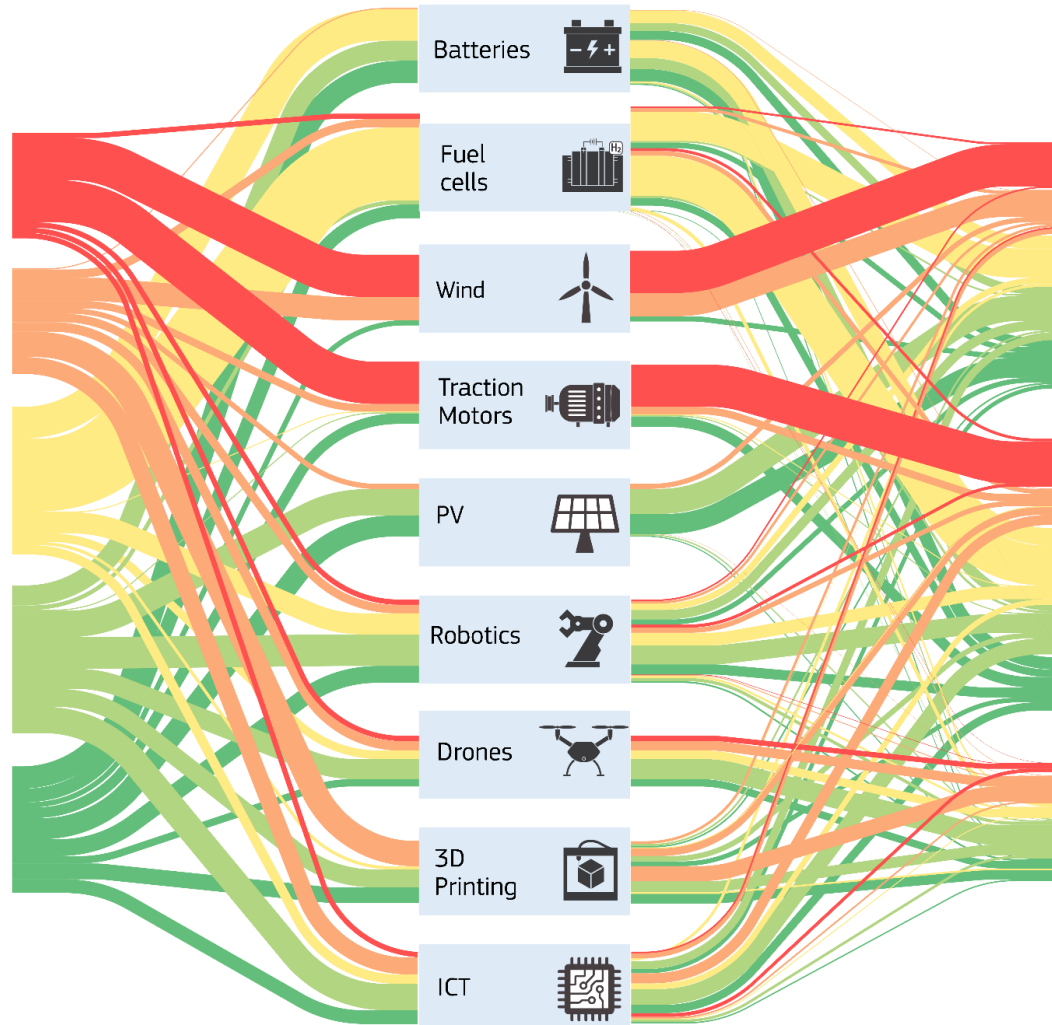 Batteries
Fuel
cells
H2
Wind
Traction
Motors
PV
Robotics
Drones
3D
Printing
ICT